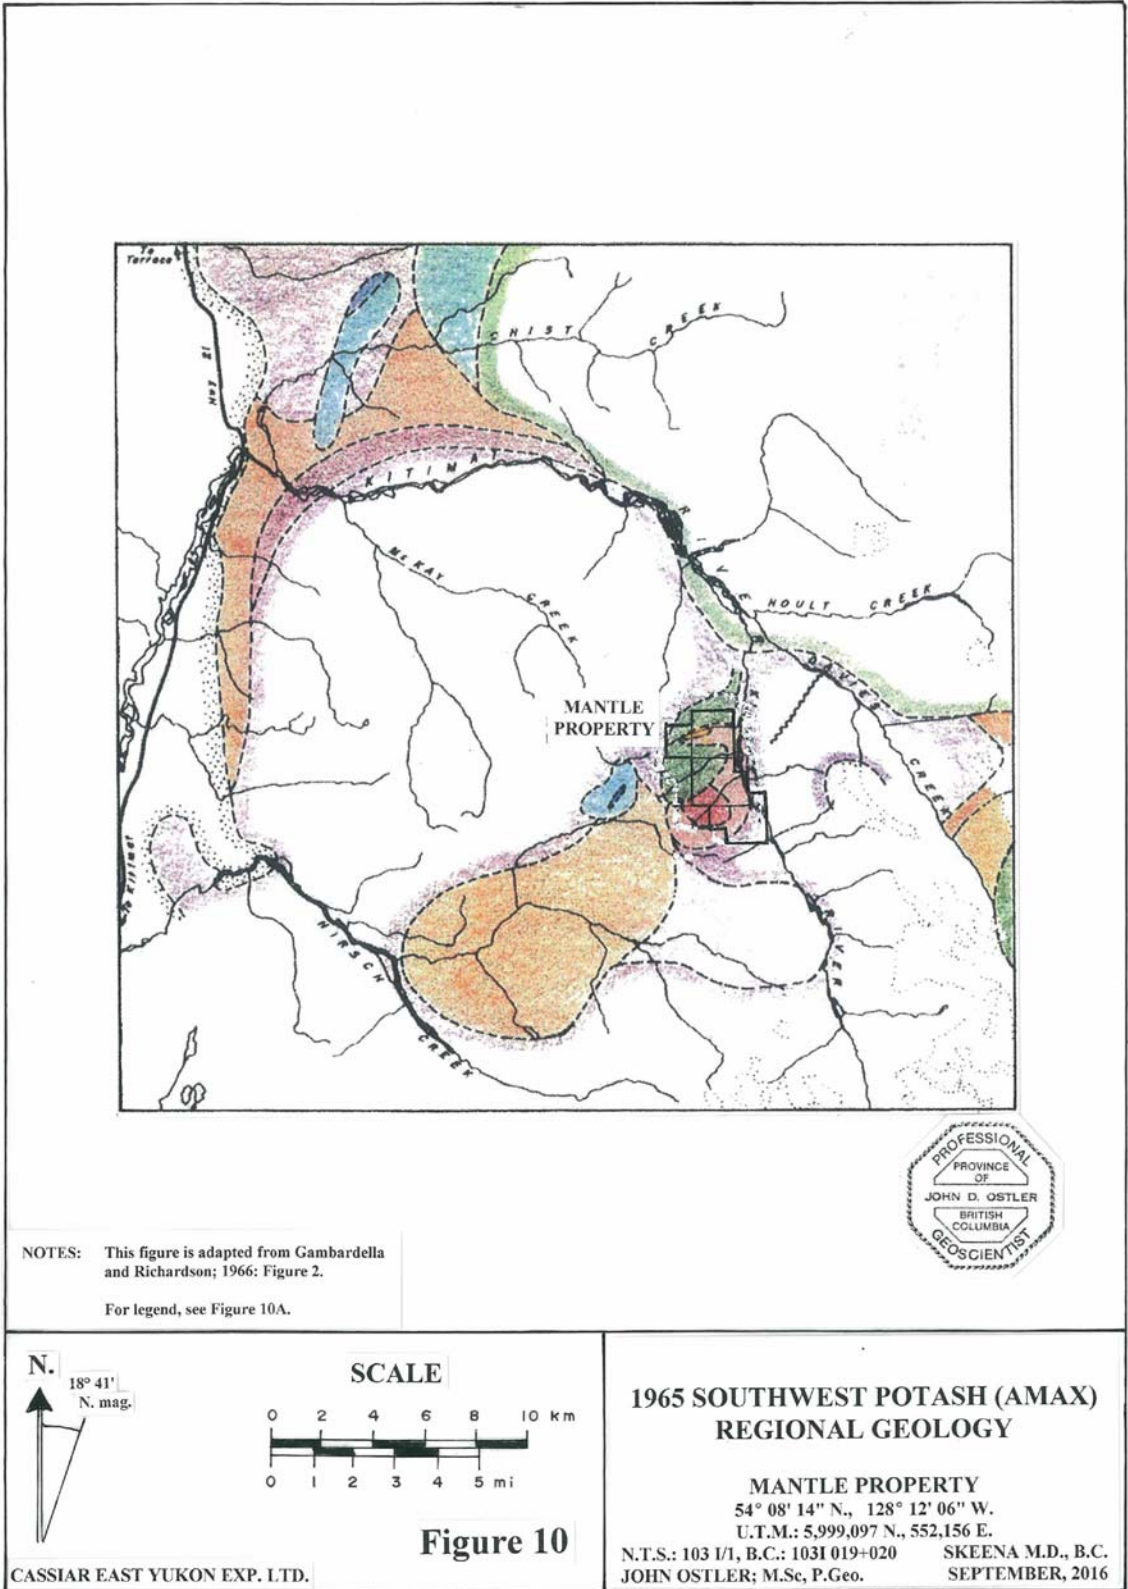 To
Terrace
HWY 21
CHIST CREEK
KITIMAT RIVER
McKAY CREEK
HOULT CREEK
DAVIES CREEK
MANTLE
PROPERTY
To Kitimat
HIRSCH CREEK
RIVER
PROFESSIONAL
PROVINCE
OF
JOHN D. OSTLER
BRITISH
COLUMBIA
GEOSCIENTIST
NOTES: This figure is adapted from Gambardella
and Richardson; 1966: Figure 2.
For legend, see Figure 10A.
N.
18° 41'
N. mag.
SCALE
0 2 4 6 8 10 km
0 1 2 3 4 5 mi
Figure 10
CASSIAR EAST YUKON EXP. LTD.
1965 SOUTHWEST POTASH (AMAX)
REGIONAL GEOLOGY
MANTLE PROPERTY
54° 08' 14" N., 128° 12' 06" W.
U.T.M.: 5,999,097 N., 552,156 E.
N.T.S.: 103 I/1, B.C.: 103I 019+020 SKEENA M.D., B.C.
JOHN OSTLER; M.Sc, P.Geo. SEPTEMBER, 2016